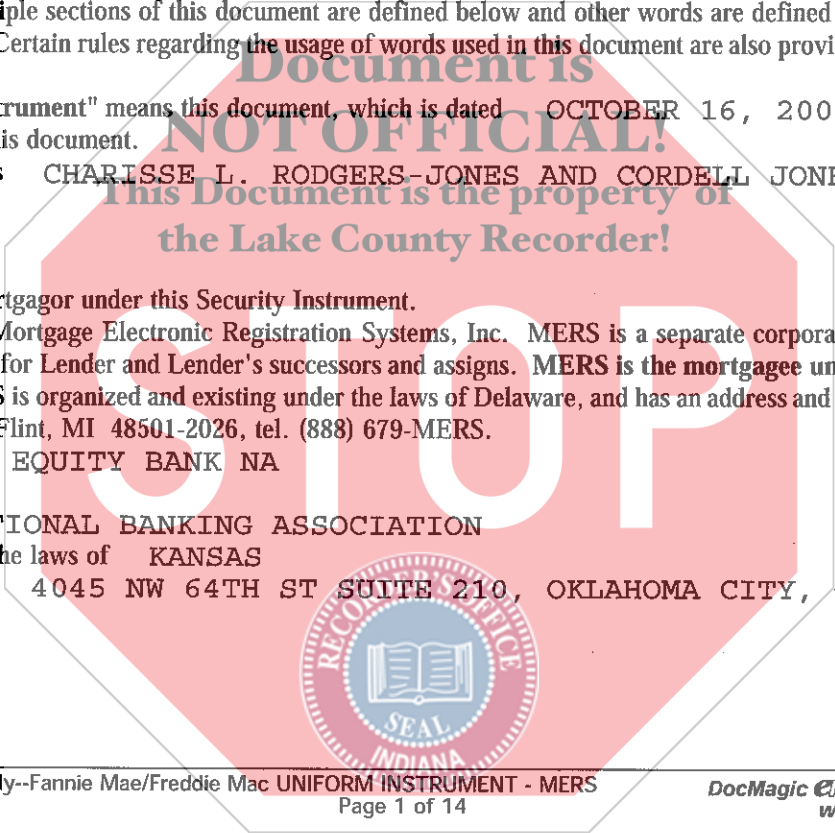 iple sections of this document are defined below and other words are defined
Certain rules regarding the usage of words used in this document are also provi
Document is
trument" means this document, which is dated OCTOBER 16, 200
NOT OFFICIAL!
is document.
s CHARISSE L. RODGERS-JONES AND CORDELL JONE
This Document is the property of
the Lake County Recorder!
rtgagor under this Security Instrument.
Mortgage Electronic Registration Systems, Inc. MERS is a separate corpora
for Lender and Lender's successors and assigns. MERS is the mortgagee un
S is organized and existing under the laws of Delaware, and has an address and
Flint, MI 48501-2026, tel. (888) 679-MERS.
EQUITY BANK NA
STOP
TIONAL BANKING ASSOCIATION
he laws of KANSAS
4045 NW 64TH ST SUITE 210, OKLAHOMA CITY,
RECORDER'S OFFICE
SEAL
INDIANA
y--Fannie Mae/Freddie Mac UNIFORM INSTRUMENT - MERS
DocMagic
Page 1 of 14
w